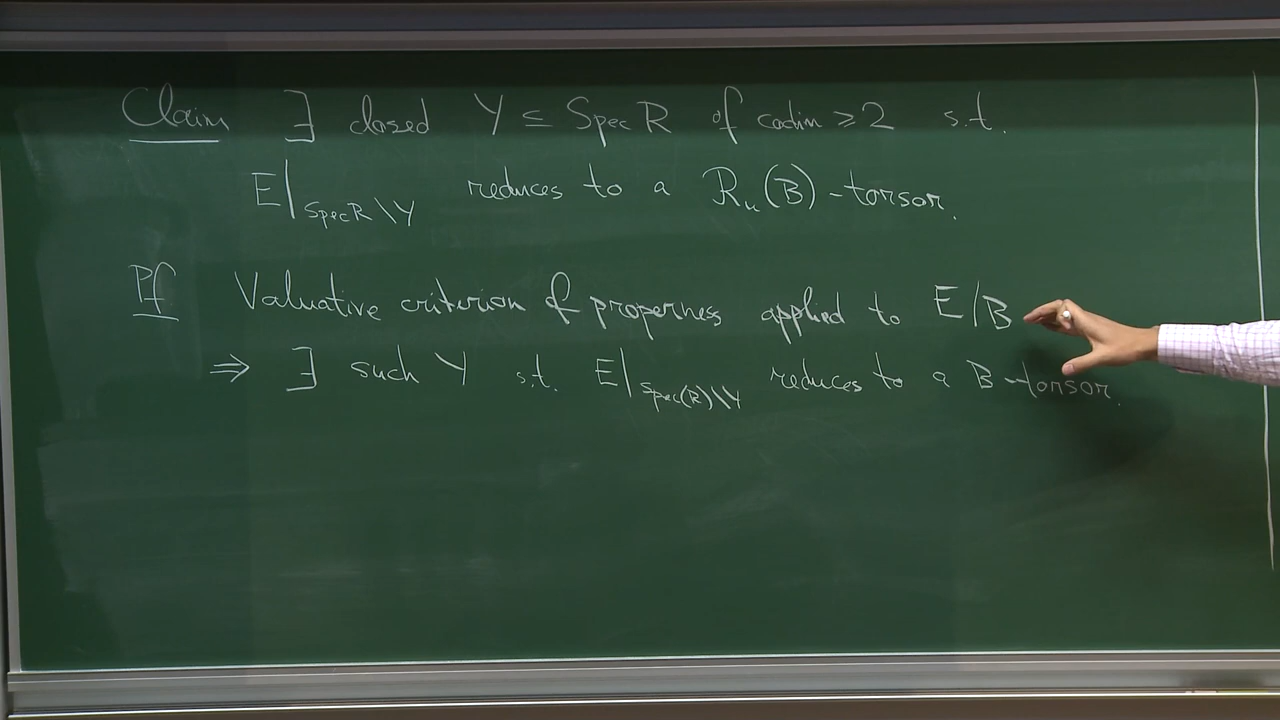 Claim ∃ closed Y ⊆ Spec R of codim ≥ 2 s.t.
E|_{Spec R \ Y} reduces to a R_u(B)-torsor.
Pf Valuative criterion of properness applied to E/B
⇒ ∃ such Y s.t. E|_{Spec(R) \ Y} reduces to a B-torsor.